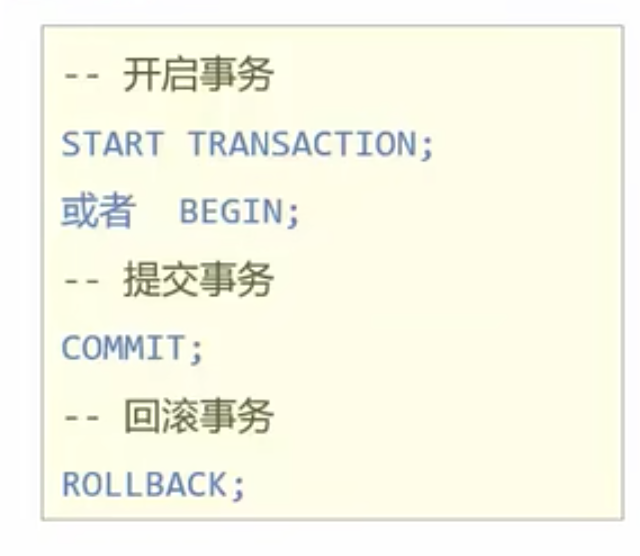 -- 开启事务
START TRANSACTION;
或者 BEGIN;
-- 提交事务
COMMIT;
-- 回滚事务
ROLLBACK;